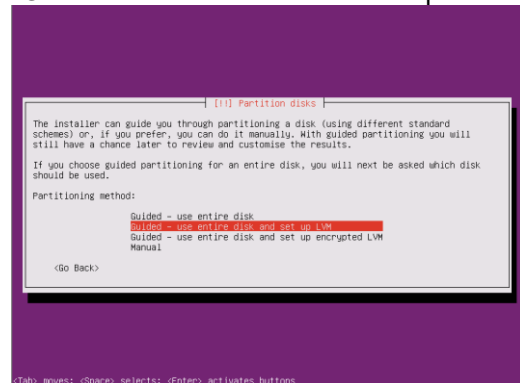 [!!] Partition disks
The installer can guide you through partitioning a disk (using different standard
schemes) or, if you prefer, you can do it manually. With guided partitioning you will
still have a chance later to review and customise the results.
If you choose guided partitioning for an entire disk, you will next be asked which disk
should be used.
Partitioning method:
Guided – use entire disk
Guided – use entire disk and set up LVM
Guided – use entire disk and set up encrypted LVM
Manual
<Go Back>
<Tab> moves; <Space> selects; <Enter> activates buttons